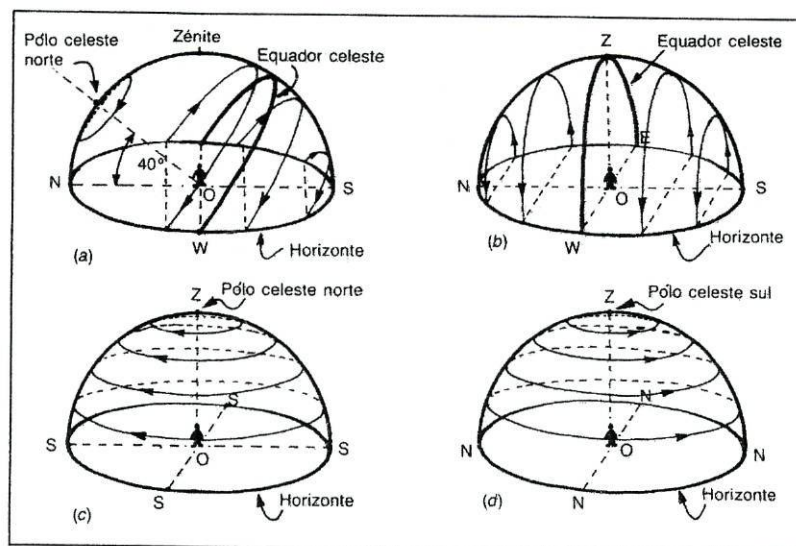 Pólo celeste
norte
Zénite
Equador celeste
40°
N
O
S
W
Horizonte
(a)
Z
Equador celeste
E
N
O
S
W
Horizonte
(b)
Z
Pólo celeste norte
S
S
O
S
S
Horizonte
(c)
Z
Pólo celeste sul
N
N
O
N
N
Horizonte
(d)